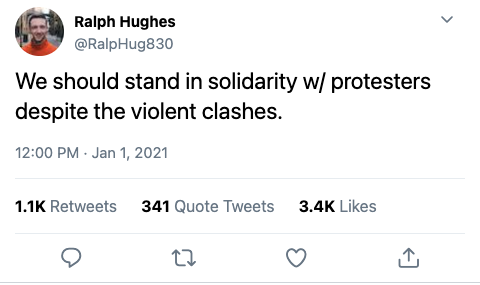 Ralph Hughes
@RalphHug830
We should stand in solidarity w/ protesters
despite the violent clashes.
12:00 PM · Jan 1, 2021
1.1K Retweets 341 Quote Tweets 3.4K Likes